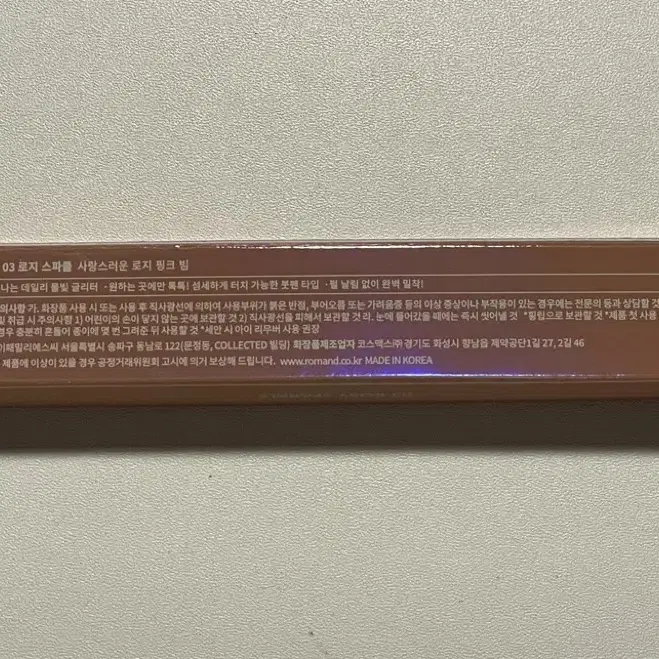 03 로지 스파클 사랑스러운 로지 핑크 빔
나는 데일리 물빛 글리터 ·원하는 곳에만 톡톡! 섬세하게 터치 가능한 붓펜 타입 ·펄 날림 없이 완벽 밀착!
의사항 가. 화장품 사용 시 또는 사용 후 직사광선에 의하여 사용부위가 붉은 반점, 부어오름 또는 가려움증 등의 이상 증상이나 부작용이 있는 경우에는 전문의 등과 상담할 것
및 취급 시 주의사항 1) 어린이의 손이 닿지 않는 곳에 보관할 것 2) 직사광선을 피해서 보관할 것 라. 눈에 들어갔을 때에는 즉시 씻어낼 것 *필립으로 보관할 것 *제품 첫 사용
경우 충분히 흔들어 종이에 몇 번 그려준 뒤 사용할 것 *세안 시 아이 리무버 사용 권장
이패밀리에스씨 서울특별시 송파구 동남로 122(문정동, COLLECTED 빌딩) 화장품제조업자 코스맥스㈜ 경기도 화성시 향남읍 제약공단1길 27, 2길 46
제품에 이상이 있을 경우 공정거래위원회 고시에 의거 보상해 드립니다. www.romand.co.kr MADE IN KOREA